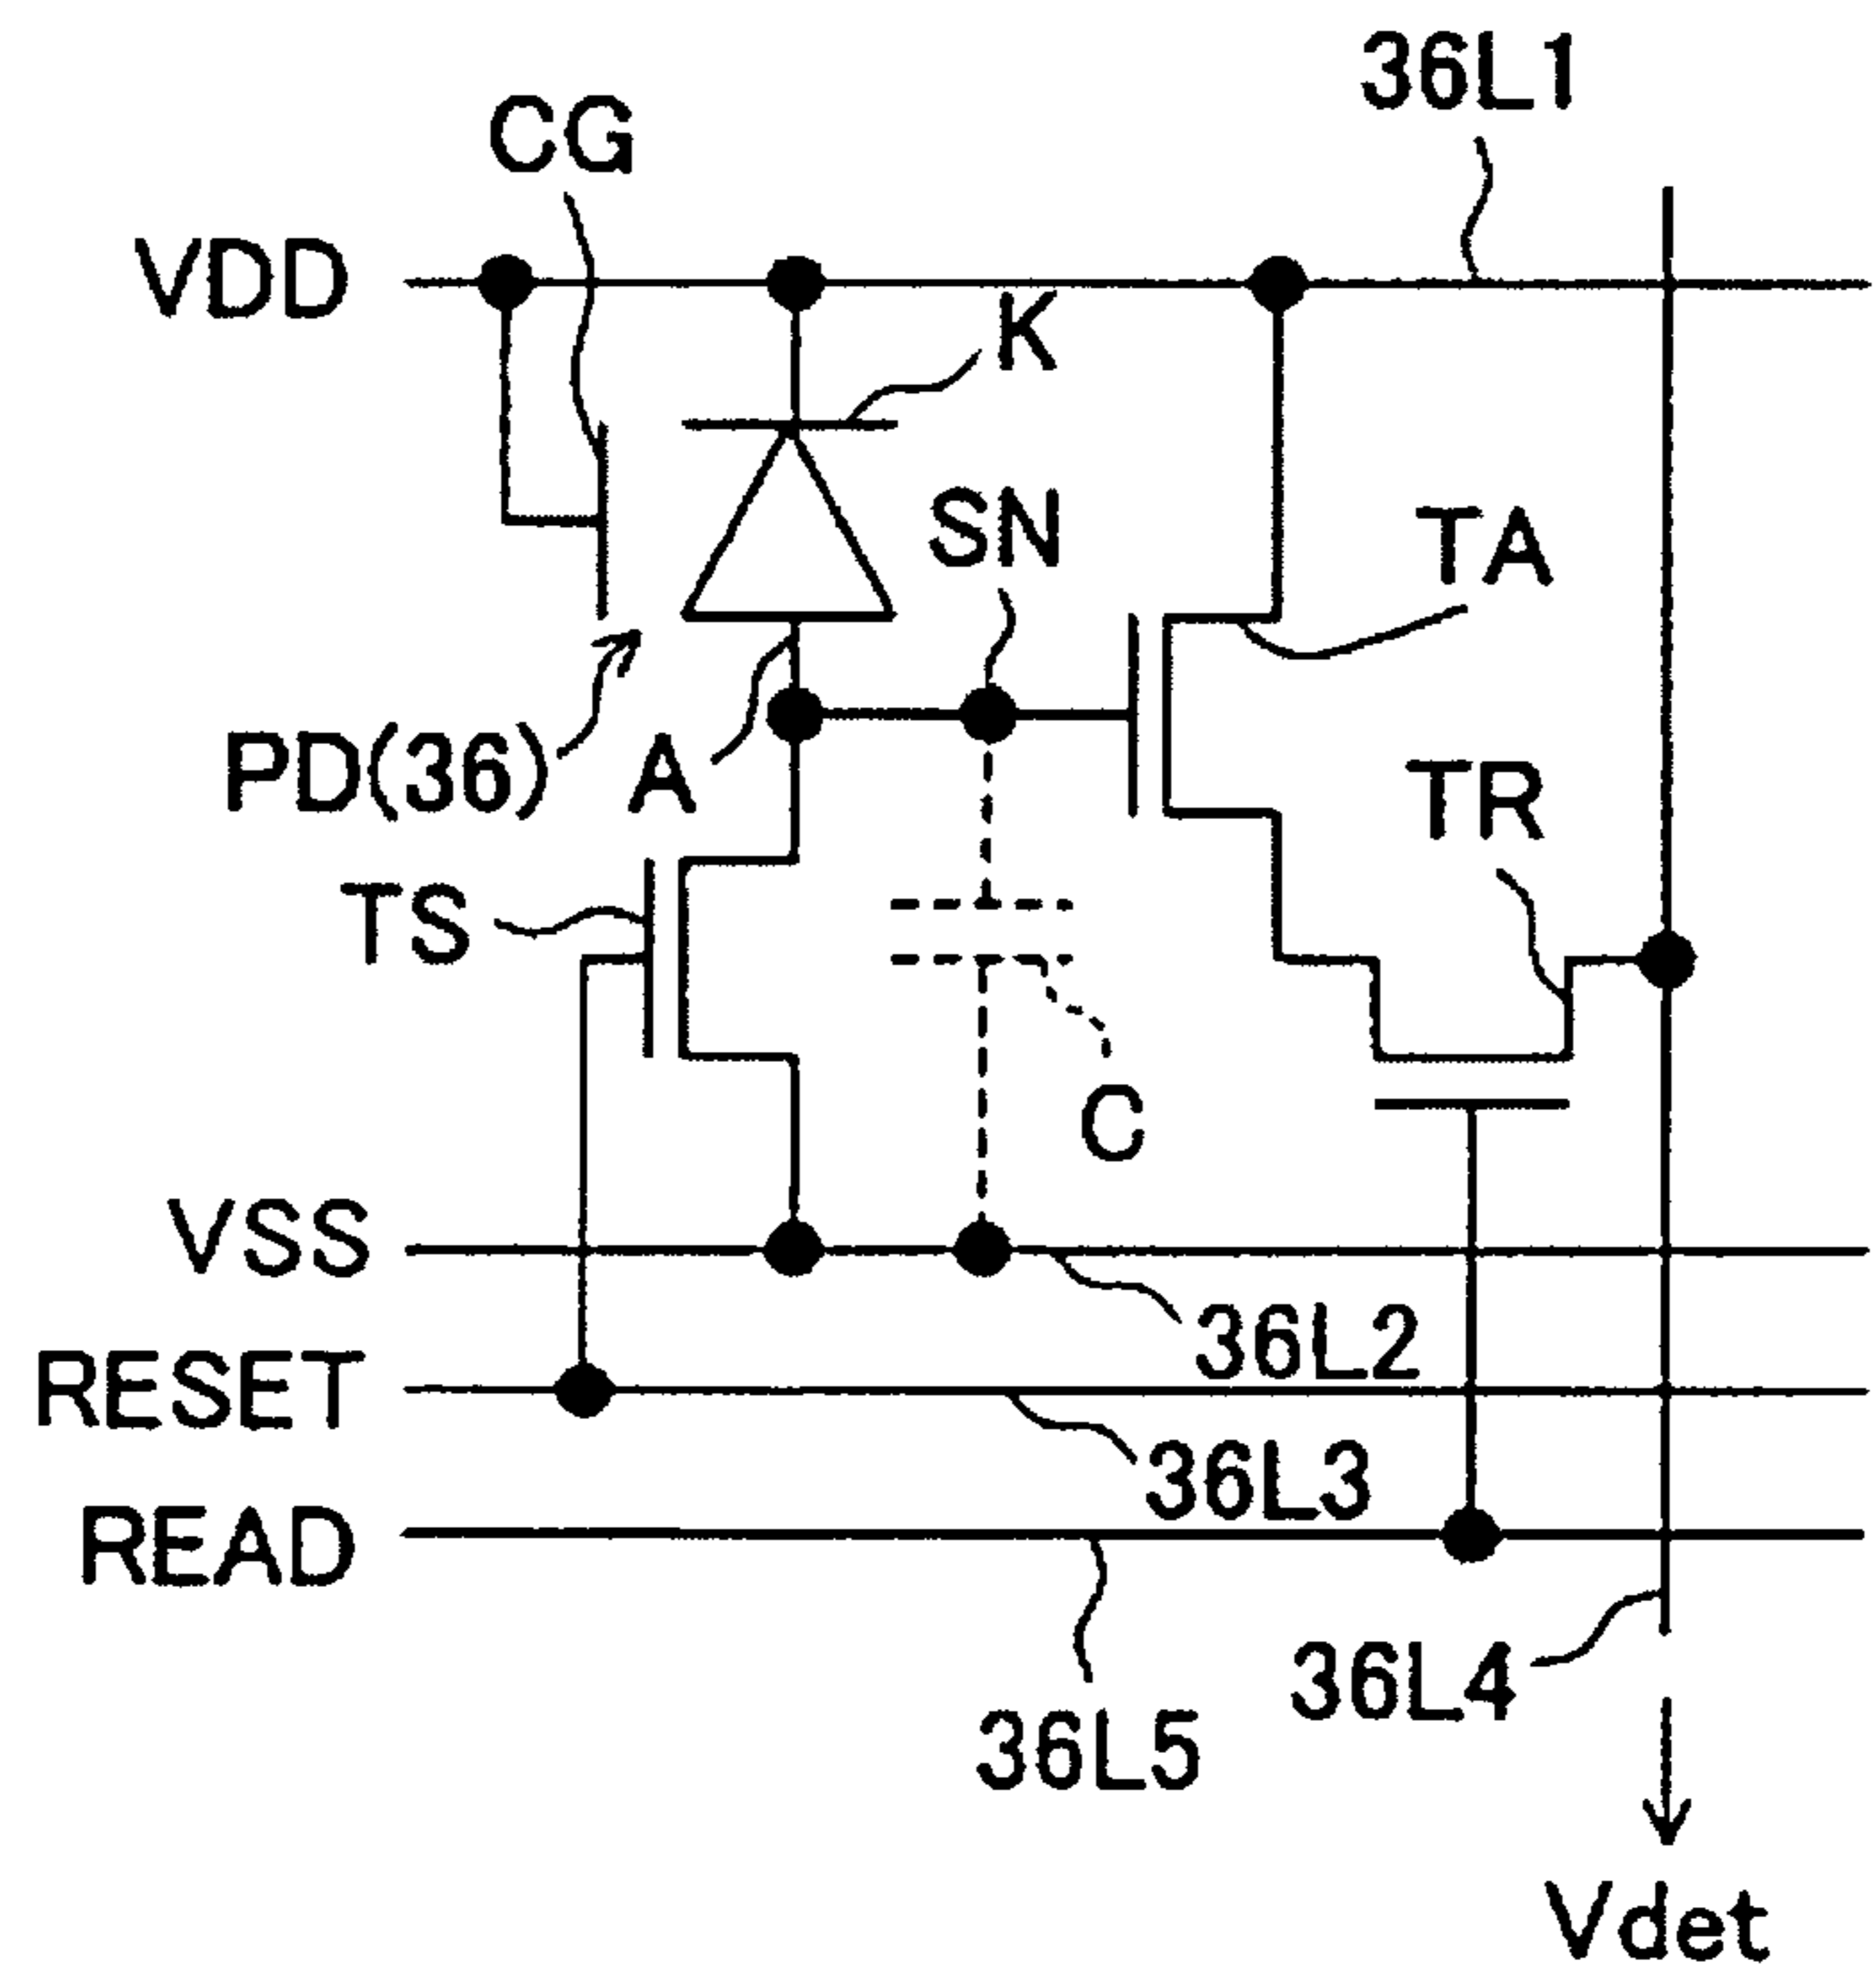 36L1
CG
VDD
K
SN
TA
PD(36)
A
TR
TS
C
VSS
36L2
RESET
36L3
READ
36L4
36L5
Vdet